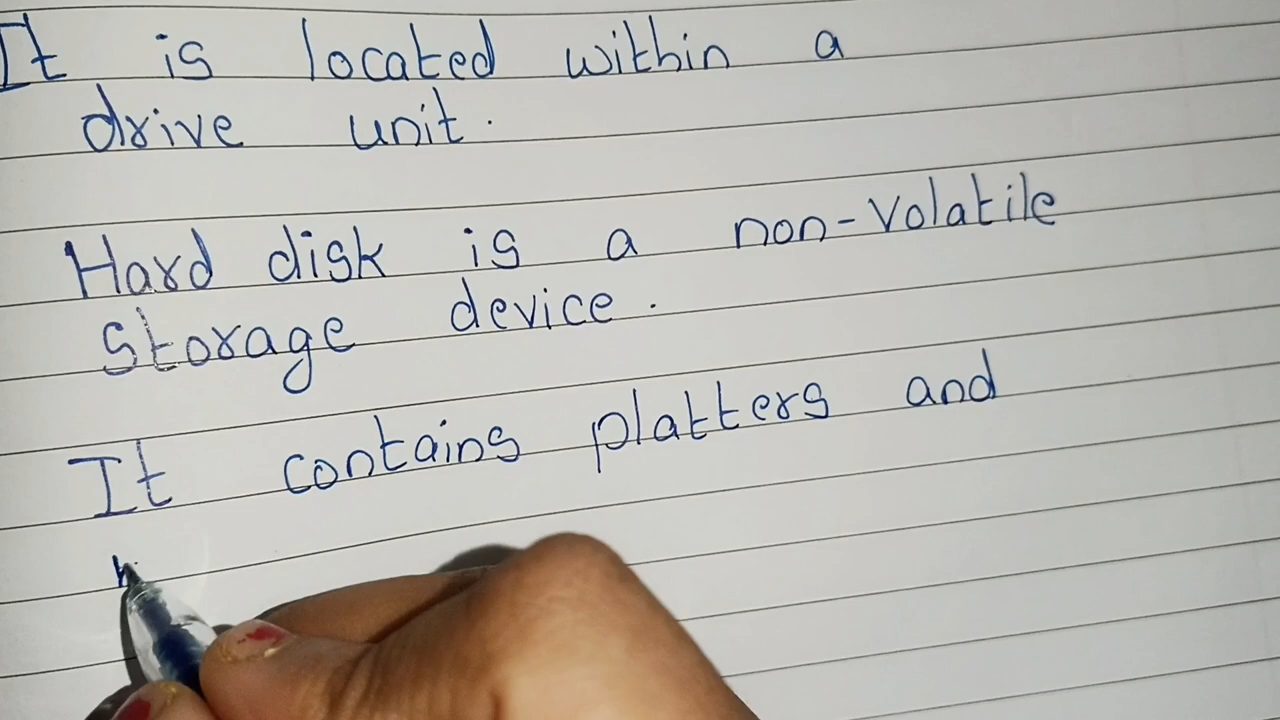 It is located within a
drive unit.
Hard disk is a non-volatile
storage device.
It contains platters and